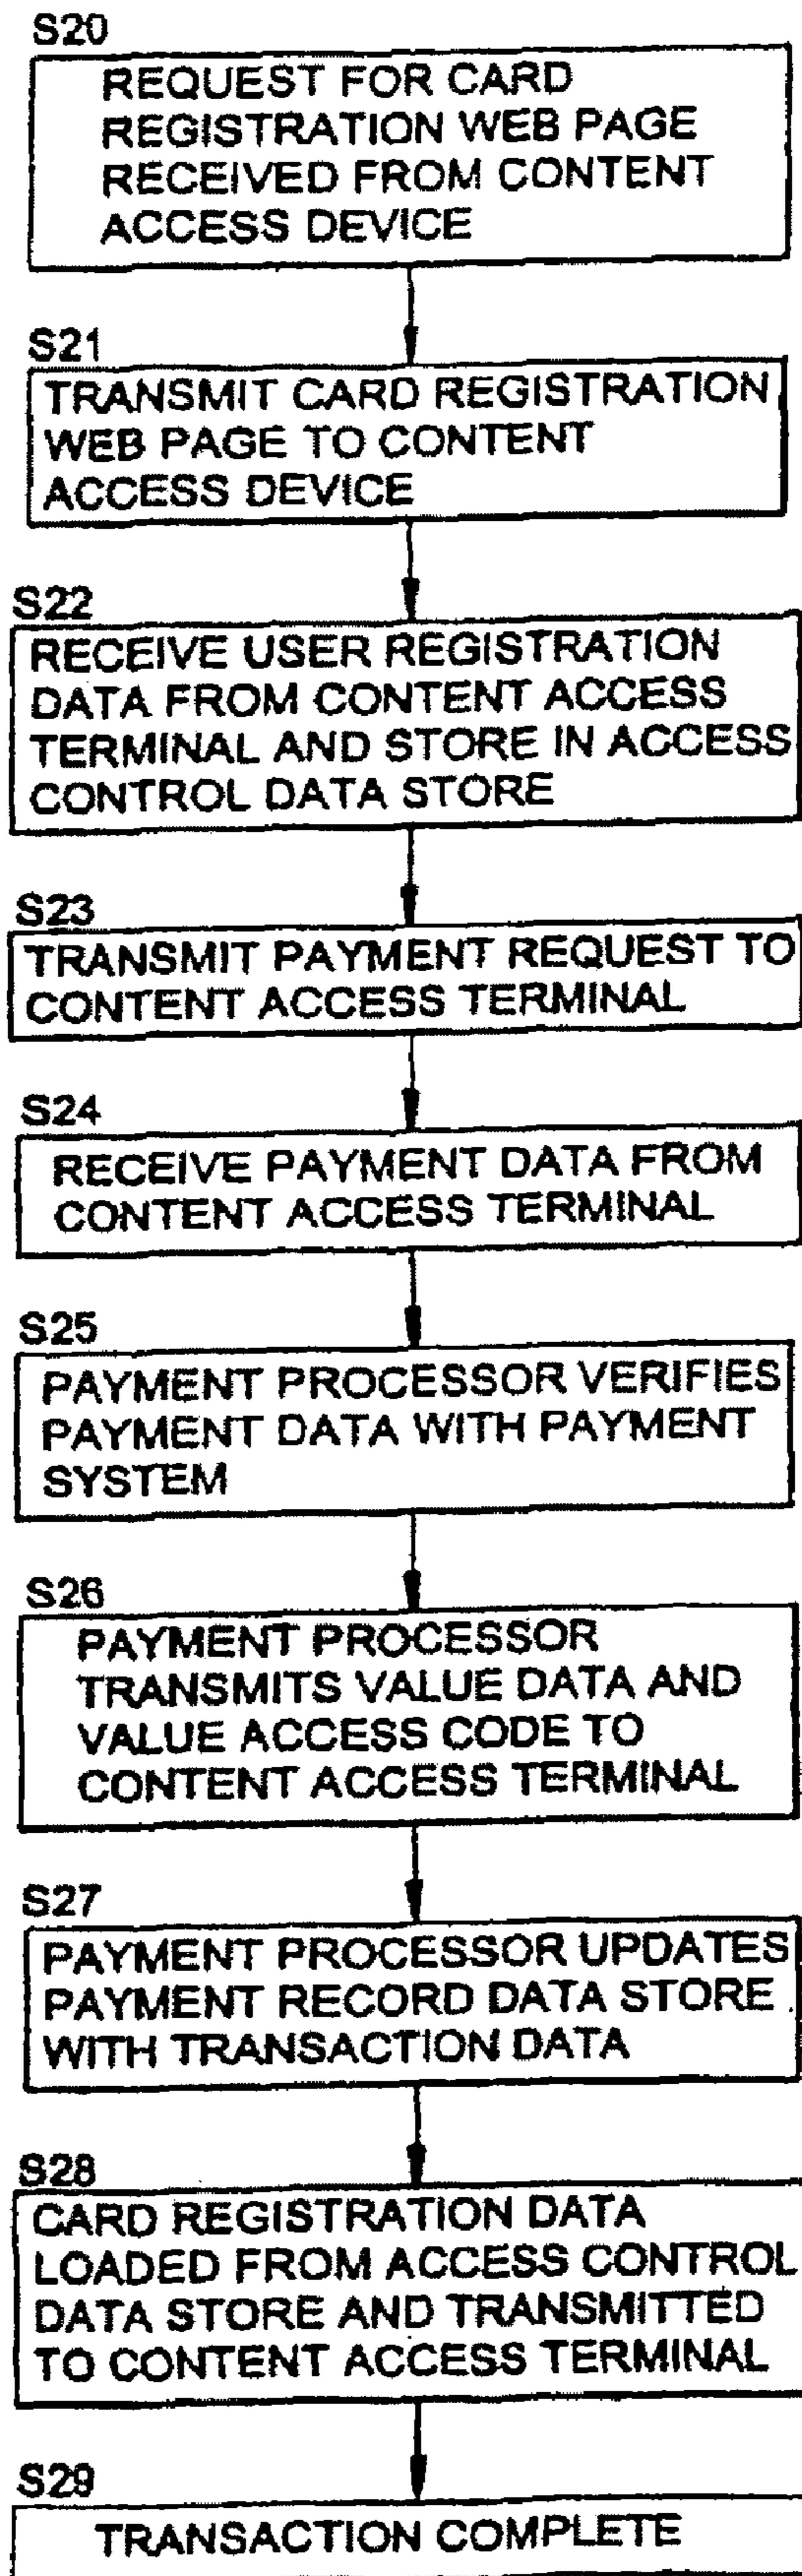 S20
REQUEST FOR CARD
REGISTRATION WEB PAGE
RECEIVED FROM CONTENT
ACCESS DEVICE
S21
TRANSMIT CARD REGISTRATION
WEB PAGE TO CONTENT
ACCESS DEVICE
S22
RECEIVE USER REGISTRATION
DATA FROM CONTENT ACCESS
TERMINAL AND STORE IN ACCESS
CONTROL DATA STORE
S23
TRANSMIT PAYMENT REQUEST TO
CONTENT ACCESS TERMINAL
S24
RECEIVE PAYMENT DATA FROM
CONTENT ACCESS TERMINAL
S25
PAYMENT PROCESSOR VERIFIES
PAYMENT DATA WITH PAYMENT
SYSTEM
S26
PAYMENT PROCESSOR
TRANSMITS VALUE DATA AND
VALUE ACCESS CODE TO
CONTENT ACCESS TERMINAL
S27
PAYMENT PROCESSOR UPDATES
PAYMENT RECORD DATA STORE
WITH TRANSACTION DATA
S28
CARD REGISTRATION DATA
LOADED FROM ACCESS CONTROL
DATA STORE AND TRANSMITTED
TO CONTENT ACCESS TERMINAL
S29
TRANSACTION COMPLETE